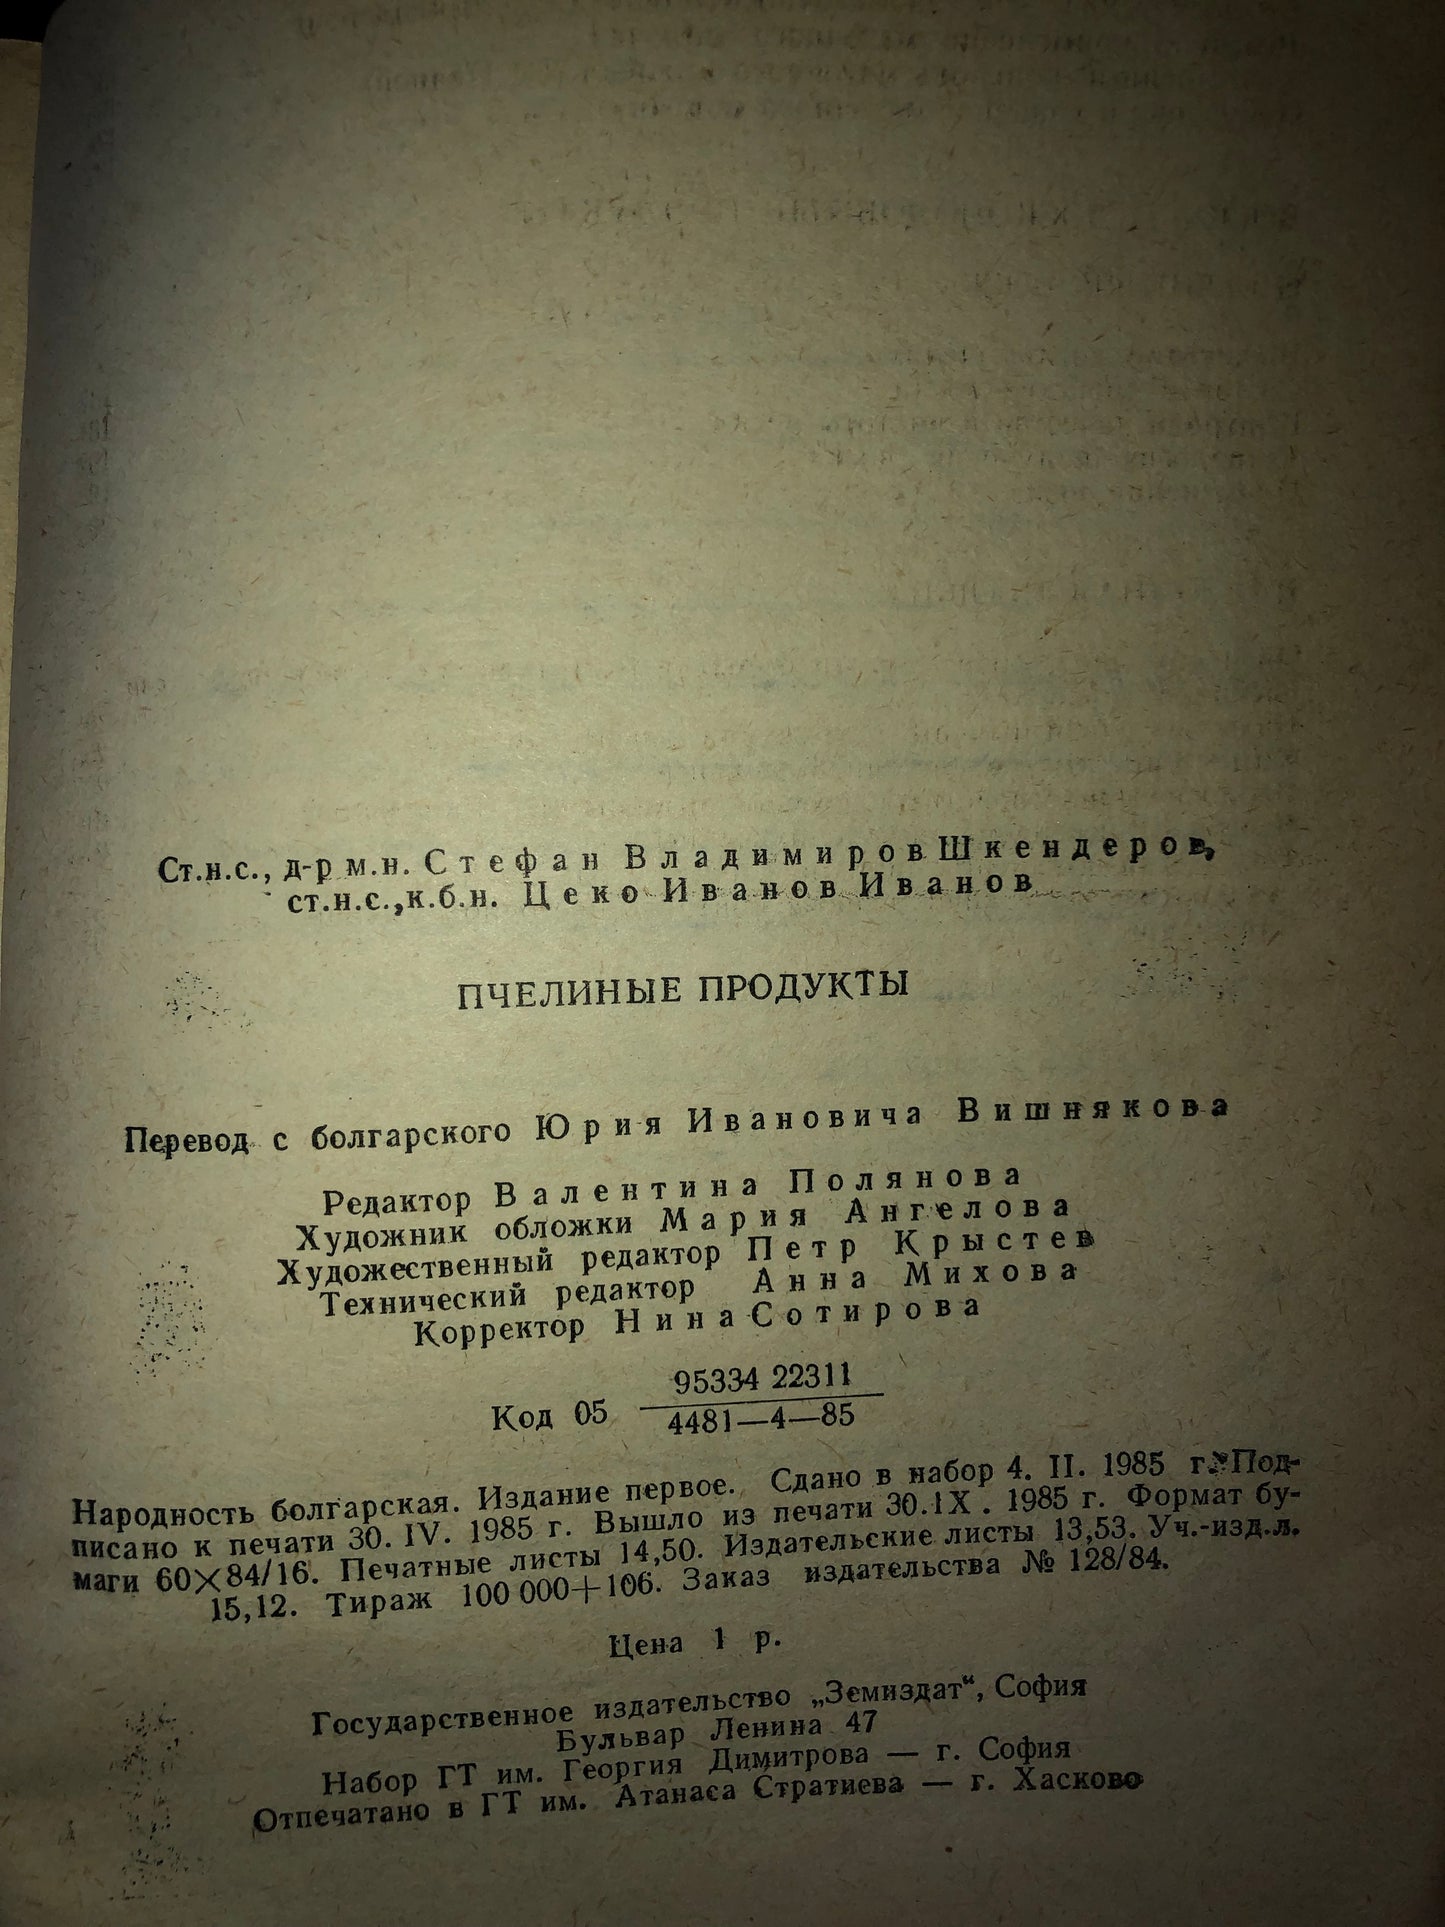 Ст.н.с., д-р м.н. Стефан Владимиров Шкендеров,
ст.н.с., к.б.н. Цеко Иванов Иванов
ПЧЕЛИНЫЕ ПРОДУКТЫ
Перевод с болгарского Юрия Ивановича Вишнякова
Редактор Валентина Полянова
Художник обложки Мария Ангелова
Художественный редактор Петр Крыстев
Технический редактор Анна Михова
Корректор Нина Сотирова
95334 22311
Код 05
4481—4—85
Народность болгарская. Издание первое. Сдано в набор 4. II. 1985 г. Под-
писано к печати 30. IV. 1985 г. Вышло из печати 30.IX. 1985 г. Формат бу-
маги 60×84/16. Печатные листы 14,50. Издательские листы 13,53. Уч.-изд.л.
15,12. Тираж 100 000+106. Заказ издательства № 128/84.
Цена 1 р.
Государственное издательство „Земиздат“, София
Бульвар Ленина 47
Набор ГТ им. Георгия Димитрова — г. София
Отпечатано в ГТ им. Атанаса Стратиева — г. Хасково